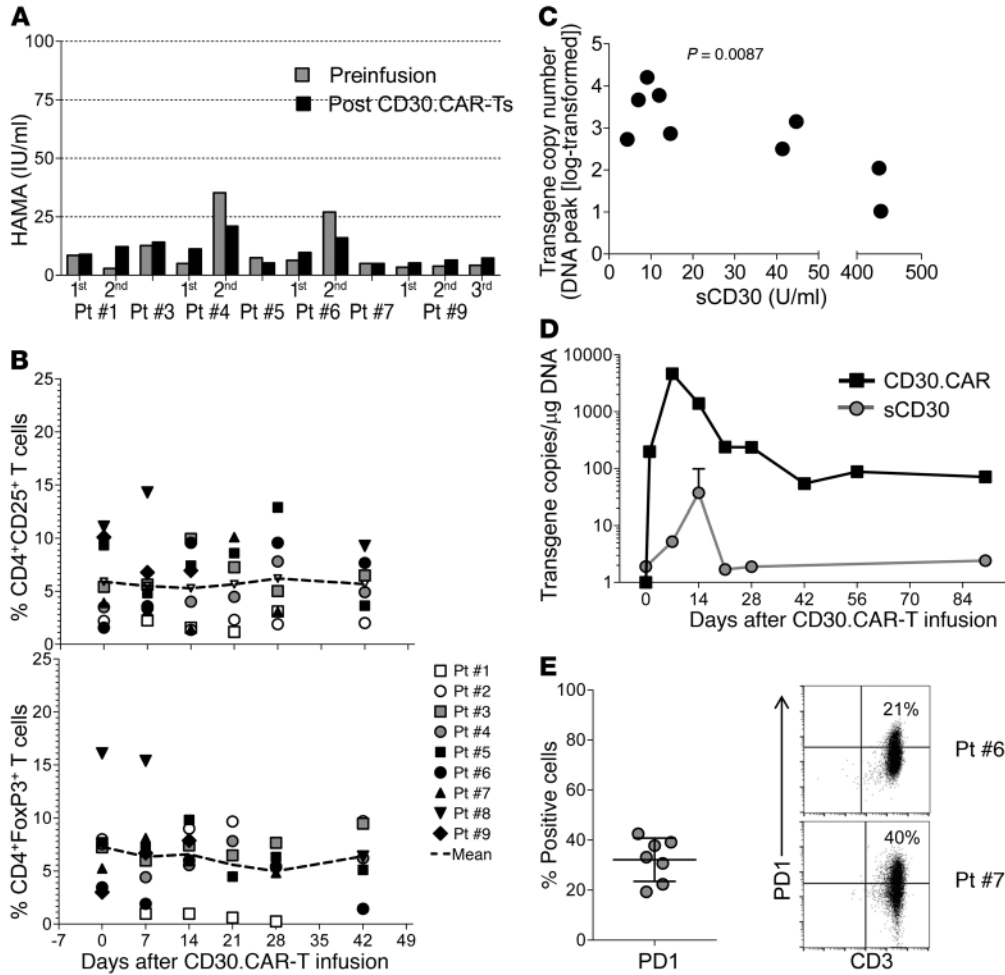 A
HAMA (IU/ml)
100
75
50
25
0
Preinfusion
Post CD30.CAR-Ts
1st 2nd 1st 2nd 1st 2nd 1st 2nd 3rd
Pt #1 Pt #3 Pt #4 Pt #5 Pt #6 Pt #7 Pt #9
B
% CD4+CD25+ T cells
25
20
15
10
5
0
% CD4+FoxP3+ T cells
25
20
15
10
5
0
-7 0 7 14 21 28 35 42 49
Days after CD30.CAR-T infusion
Pt #1
Pt #2
Pt #3
Pt #4
Pt #5
Pt #6
Pt #7
Pt #8
Pt #9
Mean
C
Transgene copy number
(DNA peak [log-transformed])
5
4
3
2
1
0
P = 0.0087
0 10 20 30 40 50 400 500
sCD30 (U/ml)
D
Transgene copies/µg DNA
10000
1000
100
10
1
CD30.CAR
sCD30
0 14 28 42 56 70 84
Days after CD30.CAR-T infusion
E
% Positive cells
100
80
60
40
20
0
PD1
PD1
21%
Pt #6
40%
Pt #7
CD3